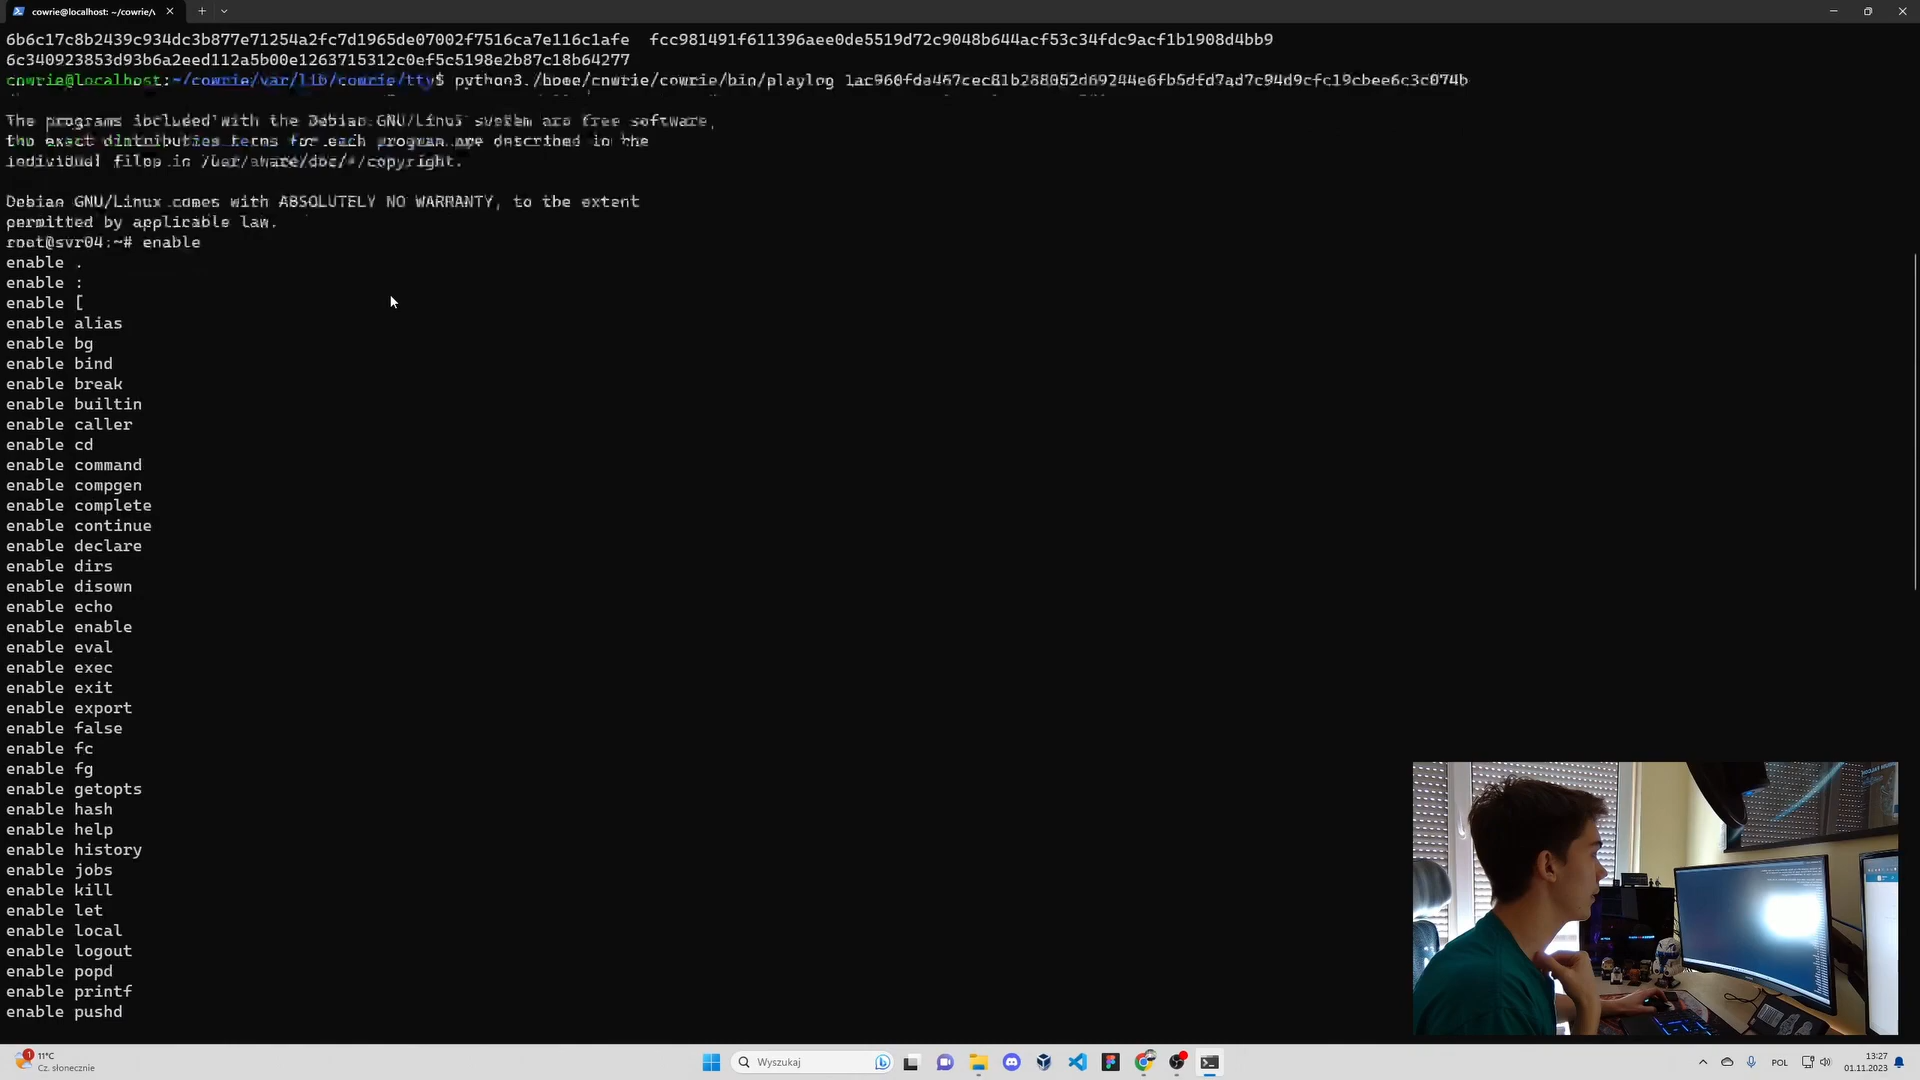 cowrie@localhost: ~/cowrie/v
6b6c17c8b2439c934dc3b877e71254a2fc7d1965de07002f7516ca7e116c1afe fcc981491f611396aee0de5519d72c9048b644acf53c34fdc9acf1b1908d4bb9
6c340923853d93b6a2eed112a5b00e1263715312c0ef5c5198e2b87c18b64277
cowrie@localhost:~/cowrie/var/lib/cowrie/tty$ python3 /home/cowrie/cowrie/bin/playlog
The programs included with the Debian GNU/Linux system are free software;
the exact distribution terms for each program are described in the
individual files in /usr/share/doc/*/copyright.
Debian GNU/Linux comes with ABSOLUTELY NO WARRANTY, to the extent
permitted by applicable law.
root@svr04:~# enable
enable .
enable :
enable [
enable alias
enable bg
enable bind
enable break
enable builtin
enable caller
enable cd
enable command
enable compgen
enable complete
enable continue
enable declare
enable dirs
enable disown
enable echo
enable enable
enable eval
enable exec
enable exit
enable export
enable false
enable fc
enable fg
enable getopts
enable hash
enable help
enable history
enable jobs
enable kill
enable let
enable local
enable logout
enable popd
enable printf
enable pushd
1
11°C
Cz. słonecznie
Wyszukaj
POL
13:27
01.11.2023